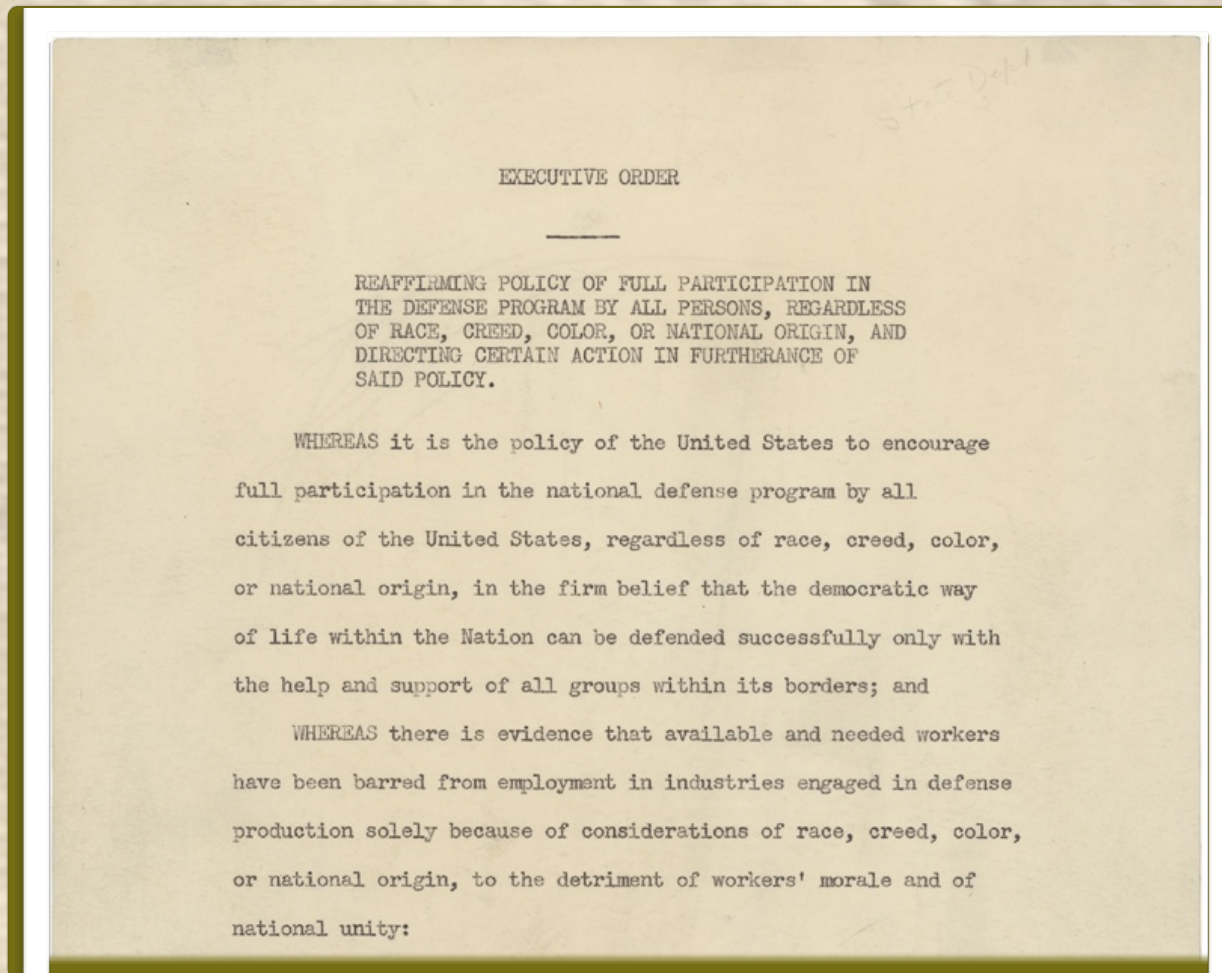 State Dept
EXECUTIVE ORDER
REAFFIRMING POLICY OF FULL PARTICIPATION IN
THE DEFENSE PROGRAM BY ALL PERSONS, REGARDLESS
OF RACE, CREED, COLOR, OR NATIONAL ORIGIN, AND
DIRECTING CERTAIN ACTION IN FURTHERANCE OF
SAID POLICY.
WHEREAS it is the policy of the United States to encourage
full participation in the national defense program by all
citizens of the United States, regardless of race, creed, color,
or national origin, in the firm belief that the democratic way
of life within the Nation can be defended successfully only with
the help and support of all groups within its borders; and
WHEREAS there is evidence that available and needed workers
have been barred from employment in industries engaged in defense
production solely because of considerations of race, creed, color,
or national origin, to the detriment of workers' morale and of
national unity: